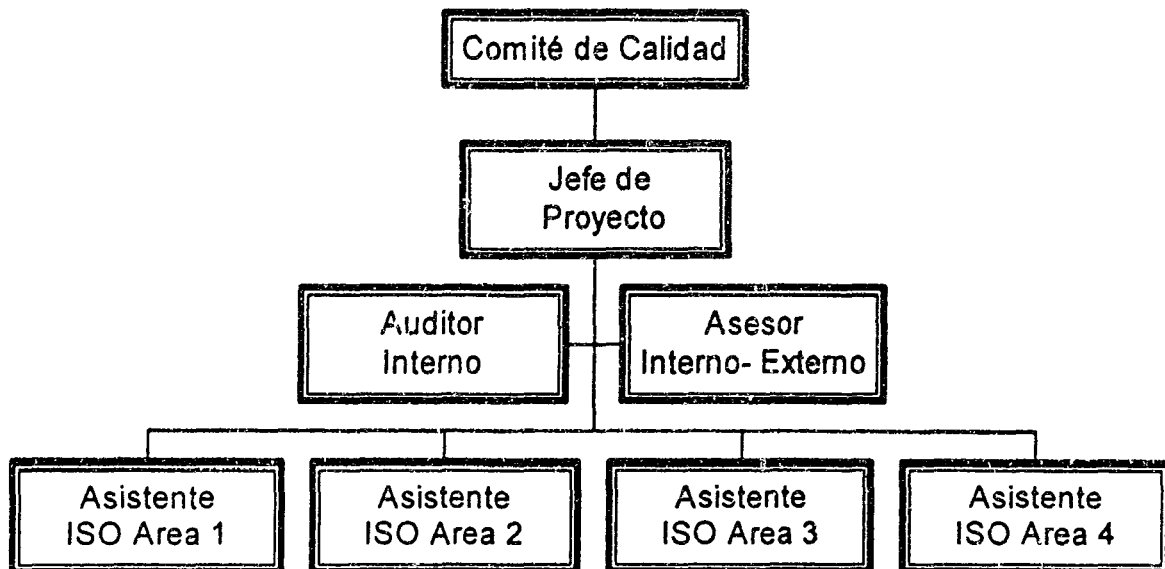 Comité de Calidad
Jefe de
Proyecto
Auditor
Interno
Asesor
Interno- Externo
Asistente
ISO Area 1
Asistente
ISO Area 2
Asistente
ISO Area 3
Asistente
ISO Area 4